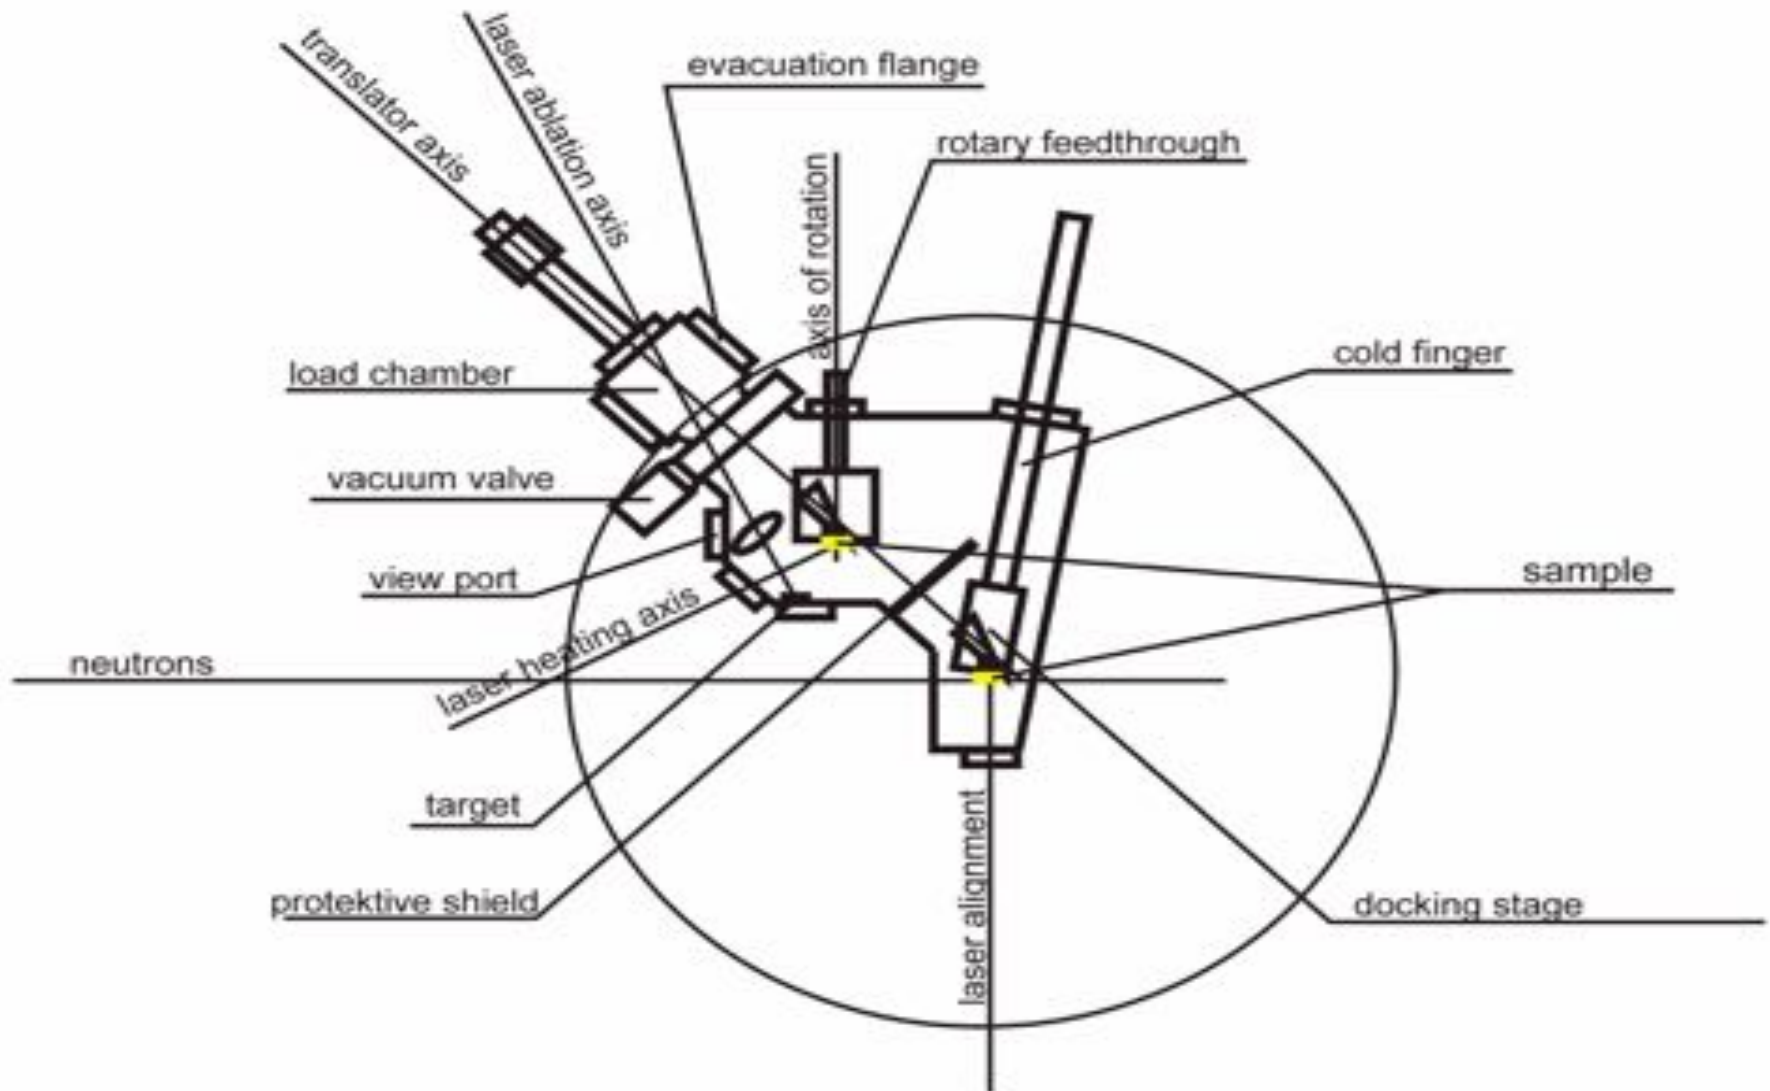 translator axis
laser ablation axis
evacuation flange
rotary feedthrough
axis of rotation
load chamber
cold finger
vacuum valve
view port
sample
laser heating axis
neutrons
target
protektive shield
laser alignment
docking stage